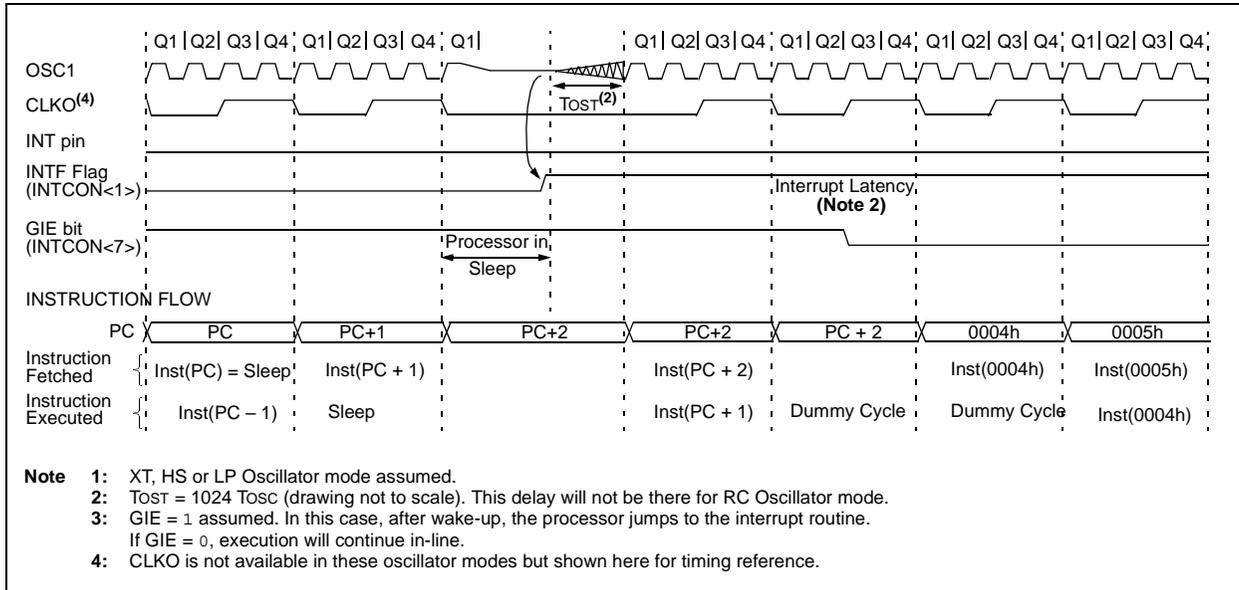 Q1 Q2 Q3 Q4 Q1 Q2 Q3 Q4 Q1 Q1 Q2 Q3 Q4 Q1 Q2 Q3 Q4 Q1 Q2 Q3 Q4 Q1 Q2 Q3 Q4
OSC1
CLKO(4)
TOST(2)
INT pin
INTF Flag
(INTCON<1>)
Interrupt Latency
(Note 2)
GIE bit
(INTCON<7>)
Processor in
Sleep
INSTRUCTION FLOW
PC PC PC+1 PC+2 PC+2 PC + 2 0004h 0005h
Instruction
Fetched
Inst(PC) = Sleep Inst(PC + 1) Inst(PC + 2) Inst(0004h) Inst(0005h)
Instruction
Executed
Inst(PC – 1) Sleep Inst(PC + 1) Dummy Cycle Dummy Cycle Inst(0004h)
Note 1: XT, HS or LP Oscillator mode assumed.
2: TOST = 1024 TOSC (drawing not to scale). This delay will not be there for RC Oscillator mode.
3: GIE = 1 assumed. In this case, after wake-up, the processor jumps to the interrupt routine.
If GIE = 0, execution will continue in-line.
4: CLKO is not available in these oscillator modes but shown here for timing reference.